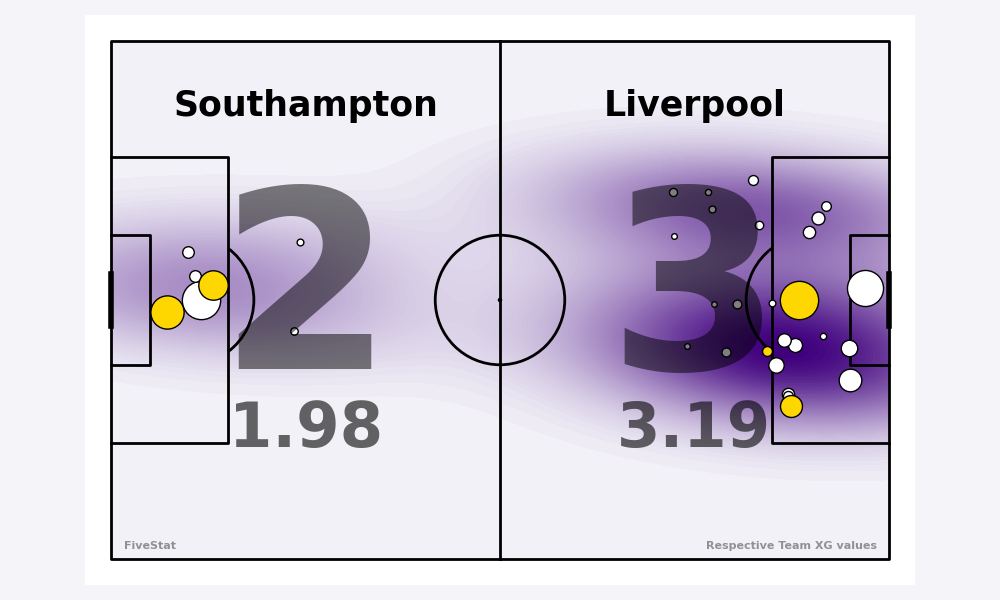 Southampton
Liverpool
2
3
1.98
3.19
FiveStat
Respective Team XG values